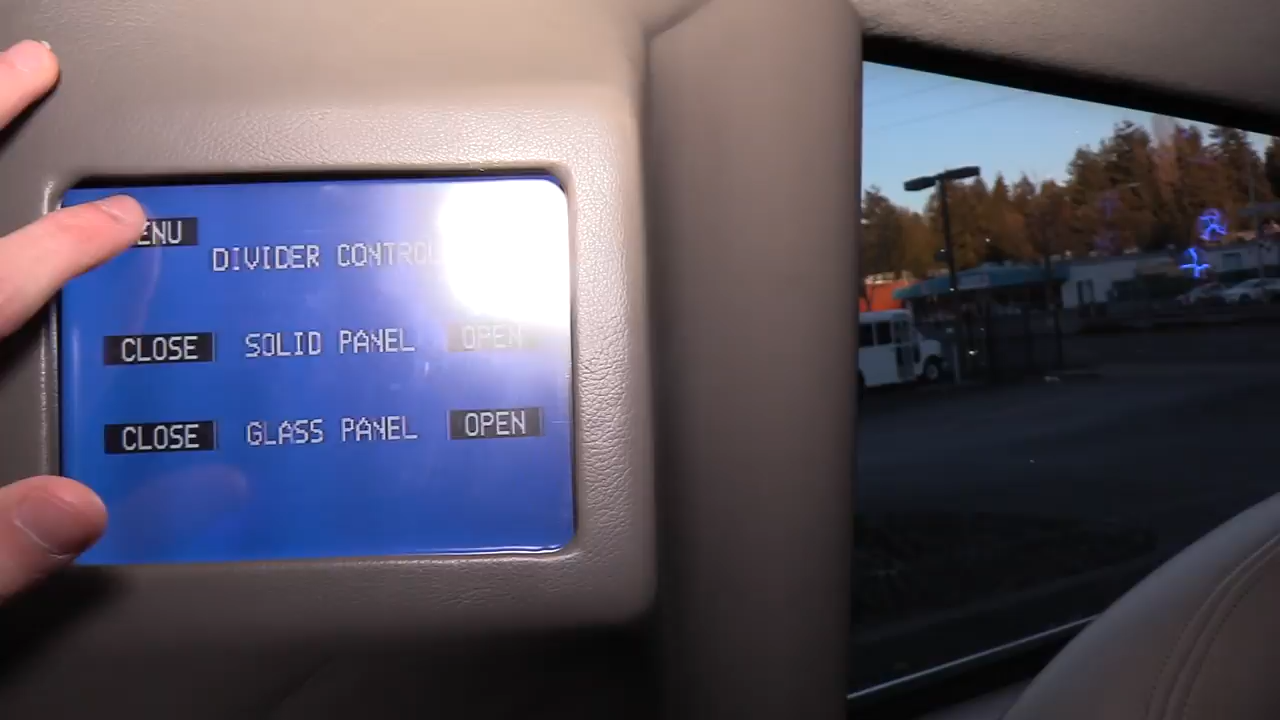 ENU
DIVIDER CONTRO
CLOSE SOLID PANEL OPEN
CLOSE GLASS PANEL OPEN